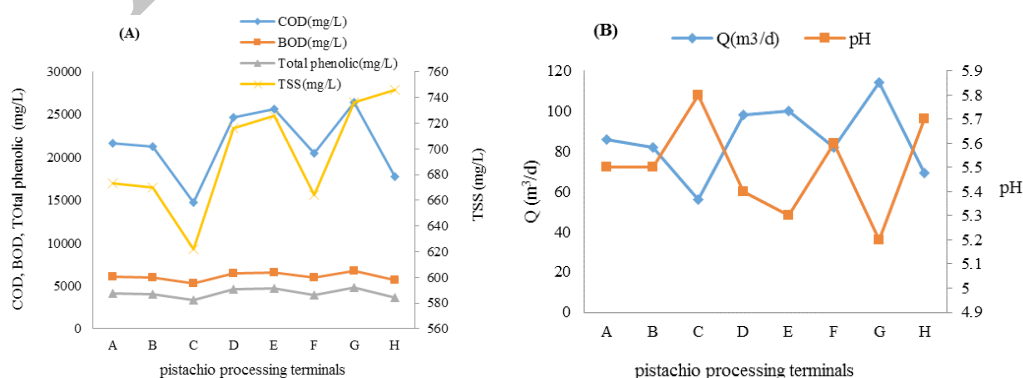 (A)
COD(mg/L)
BOD(mg/L)
Total phenolic(mg/L)
TSS(mg/L)
COD, BOD, TOtal phenolic (mg/L)
30000
25000
20000
15000
10000
5000
0
760
740
720
700
680
660
640
620
600
580
560
TSS (mg/L)
A B C D E F G H
pistachio processing terminals
(B)
Q(m3/d)
pH
Q (m³/d)
120
100
80
60
40
20
0
5.9
5.8
5.7
5.6
5.5
5.4
5.3
5.2
5.1
5
4.9
pH
A B C D E F G H
pistachio processing terminals